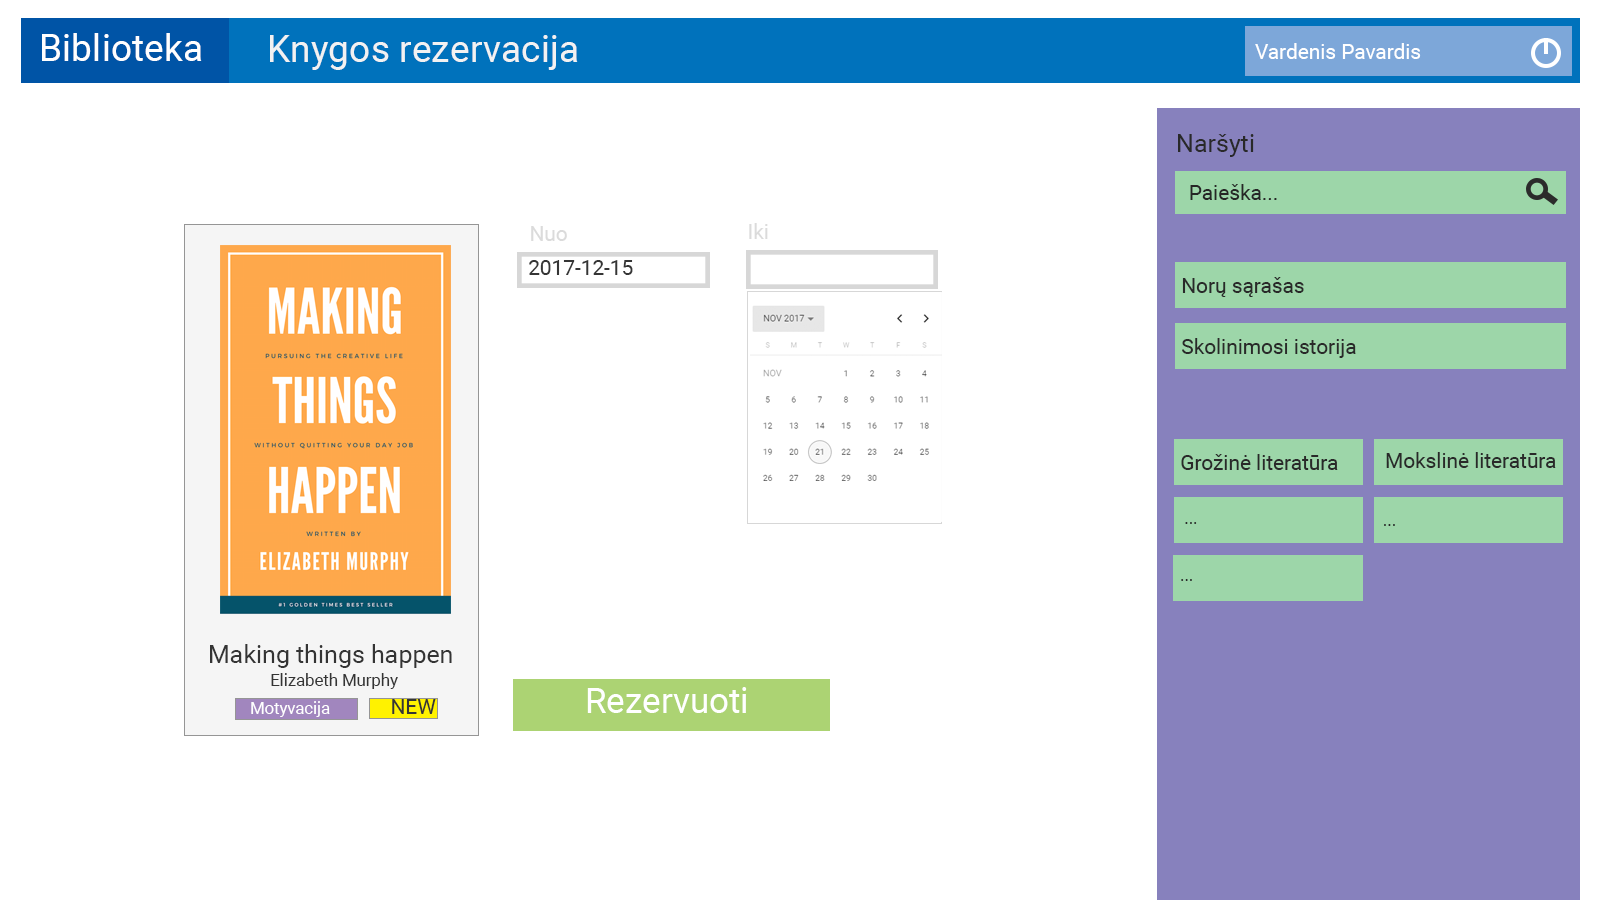 Biblioteka
Knygos rezervacija
Vardenis Pavardis
MAKING
PURSUING THE CREATIVE LIFE
THINGS
WITHOUT QUITTING YOUR DAY JOB
HAPPEN
WRITTEN BY
ELIZABETH MURPHY
#1 GOLDEN TIMES BEST SELLER
Making things happen
Elizabeth Murphy
Motyvacija
NEW
Nuo
2017-12-15
Iki
NOV 2017
S M T W T F S
NOV 1 2 3 4
5 6 7 8 9 10 11
12 13 14 15 16 17 18
19 20 21 22 23 24 25
26 27 28 29 30
Rezervuoti
Naršyti
Paieška...
Norų sąrašas
Skolinimosi istorija
Grožinė literatūra
Mokslinė literatūra
...
...
...